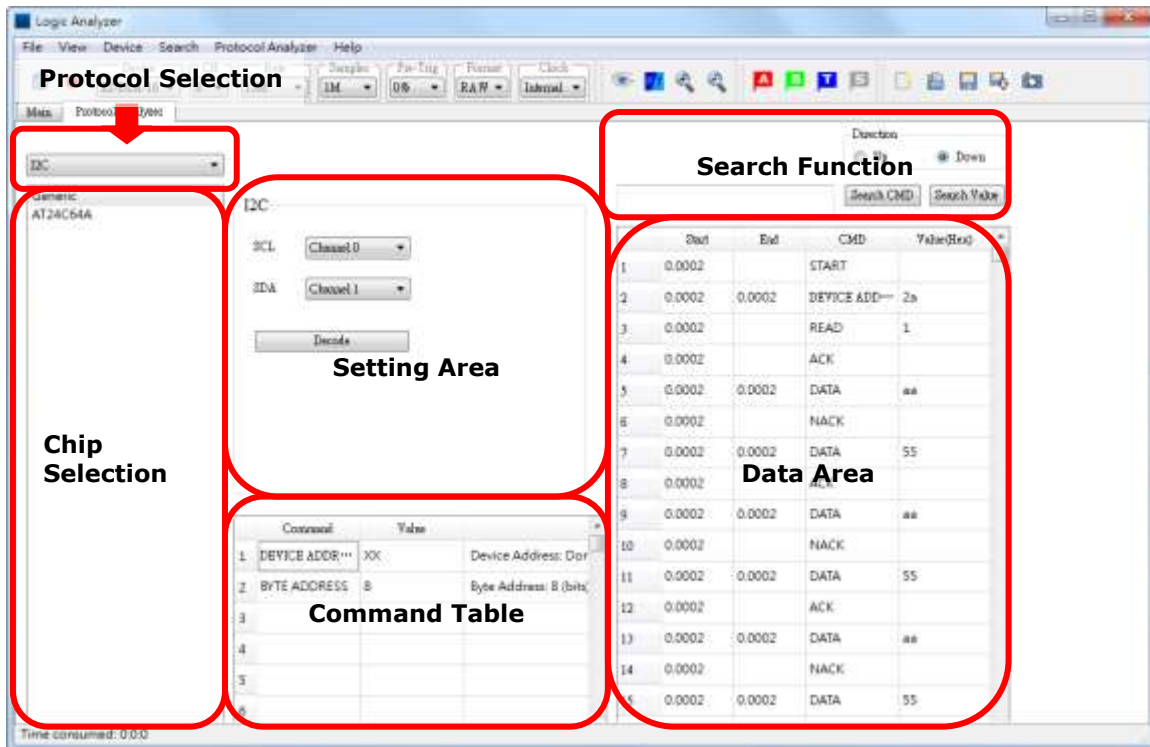 Logic Analyzer
File View Device Search Protocol Analyzer Help
Protocol Selection
Samples Pre-Trig Format Clock
1M 0% RAW Internal
A T
Main Protocol
I2C
Generic
AT24C64A
Chip
Selection
I2C
SCL Channel 0
SDA Channel 1
Decode
Setting Area
Command Value
1 DEVICE ADDR··· XX Device Address: Don
2 BYTE ADDRESS 8 Byte Address: 8 (bits)
3
4
5
6
Command Table
Direction
Down
Search Function
Search CMD Search Value
Start End CMD Value(Hex)
1 0.0002 START
2 0.0002 0.0002 DEVICE ADD··· 2a
3 0.0002 READ 1
4 0.0002 ACK
5 0.0002 0.0002 DATA aa
6 0.0002 NACK
7 0.0002 0.0002 DATA 55
Data Area
8 0.0002 ACK
9 0.0002 0.0002 DATA aa
10 0.0002 NACK
11 0.0002 0.0002 DATA 55
12 0.0002 ACK
13 0.0002 0.0002 DATA aa
14 0.0002 NACK
15 0.0002 0.0002 DATA 55
Time consumed: 0:0:0